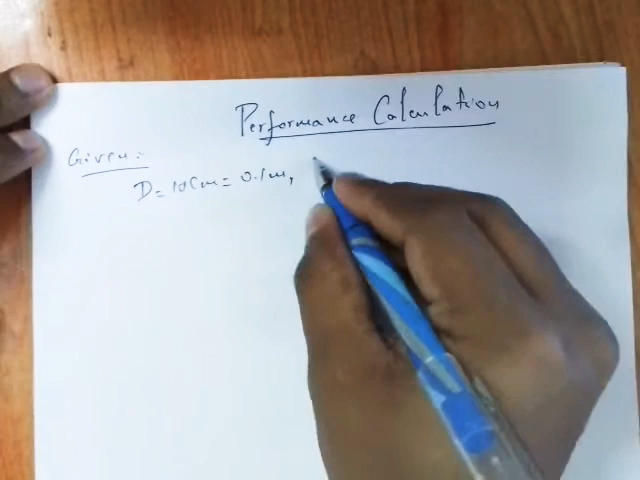 Performance Calculation
Given:
D = 10cm = 0.1m,